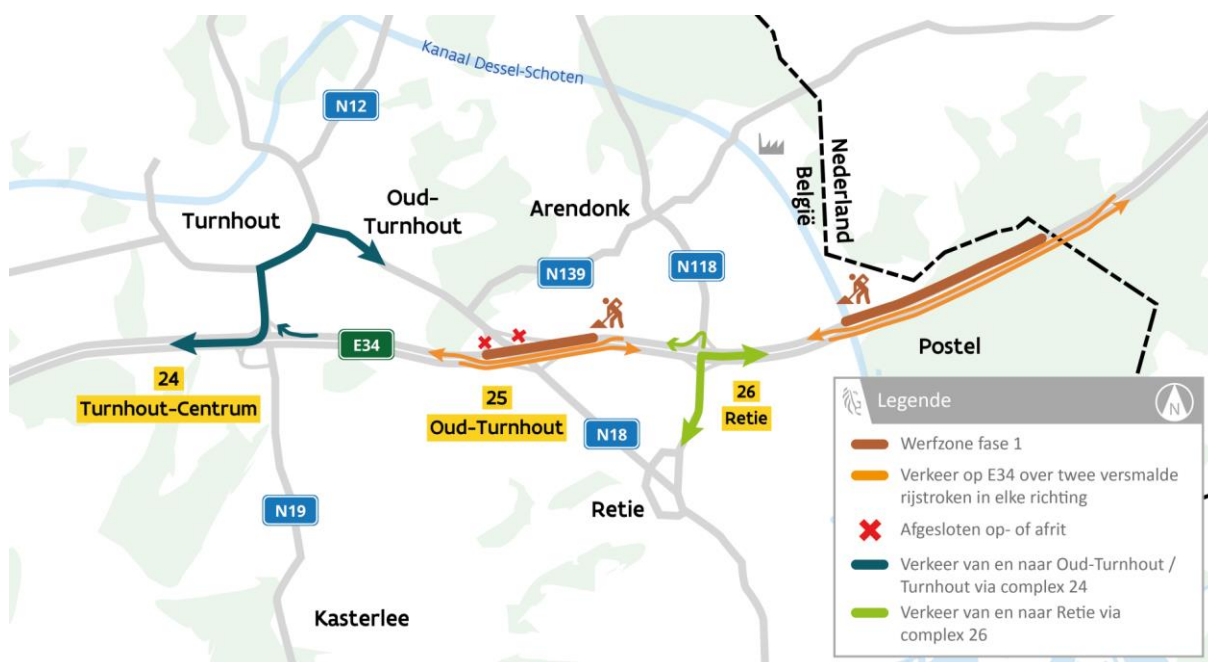 Kanaal Dessel-Schoten
N12
Nederland
België
Oud-
Turnhout
Turnhout
Arendonk
N139
N118
E34
Postel
24
Turnhout-Centrum
25
Oud-Turnhout
26
Retie
N18
N19
Retie
Kasterlee
Legende
N
Werfzone fase 1
Verkeer op E34 over twee versmalde
rijstroken in elke richting
Afgesloten op- of afrit
Verkeer van en naar Oud-Turnhout /
Turnhout via complex 24
Verkeer van en naar Retie via
complex 26